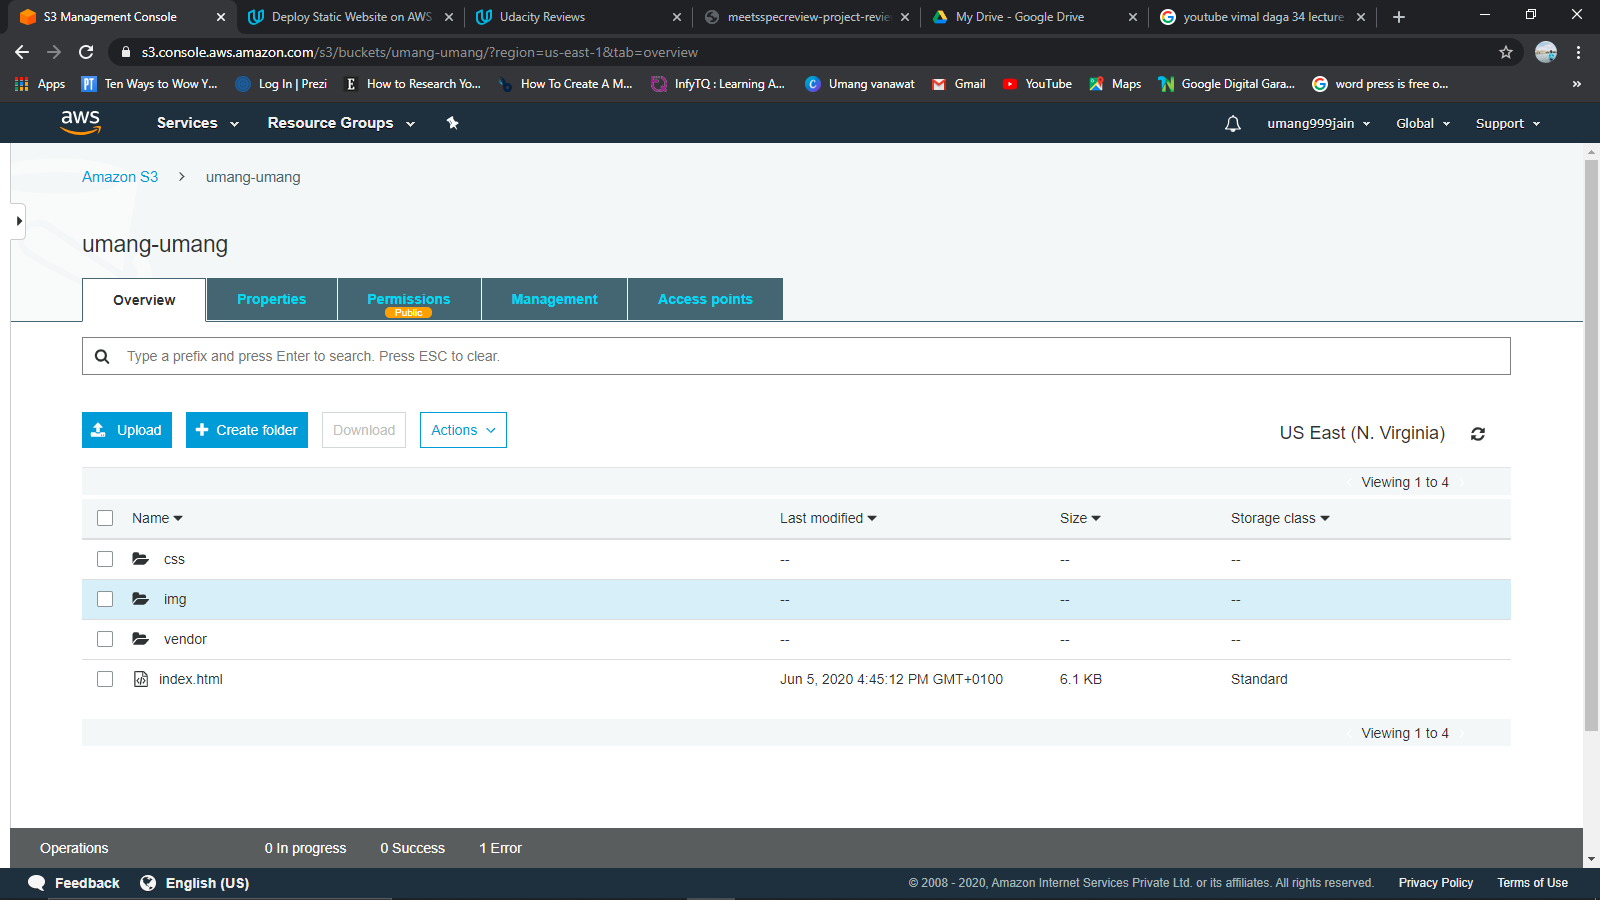 S3 Management Console
Deploy Static Website on AWS
Udacity Reviews
meetsspecreview-project-revie
My Drive - Google Drive
youtube vimal daga 34 lecture
s3.console.aws.amazon.com/s3/buckets/umang-umang/?region=us-east-1&tab=overview
Apps
PT Ten Ways to Wow Y...
Log In | Prezi
E How to Research Yo...
How To Create A M...
InfyTQ : Learning A...
C Umang vanawat
Gmail
YouTube
Maps
Google Digital Gara...
word press is free o...
»
aws Services Resource Groups umang999jain Global Support
Amazon S3 > umang-umang
umang-umang
Overview Properties Permissions Management Access points
Public
Type a prefix and press Enter to search. Press ESC to clear.
Upload + Create folder Download Actions US East (N. Virginia)
Viewing 1 to 4
Name Last modified Size Storage class
css -- -- --
img -- -- --
vendor -- -- --
index.html Jun 5, 2020 4:45:12 PM GMT+0100 6.1 KB Standard
Viewing 1 to 4
Operations 0 In progress 0 Success 1 Error
Feedback English (US) © 2008 - 2020, Amazon Internet Services Private Ltd. or its affiliates. All rights reserved. Privacy Policy Terms of Use